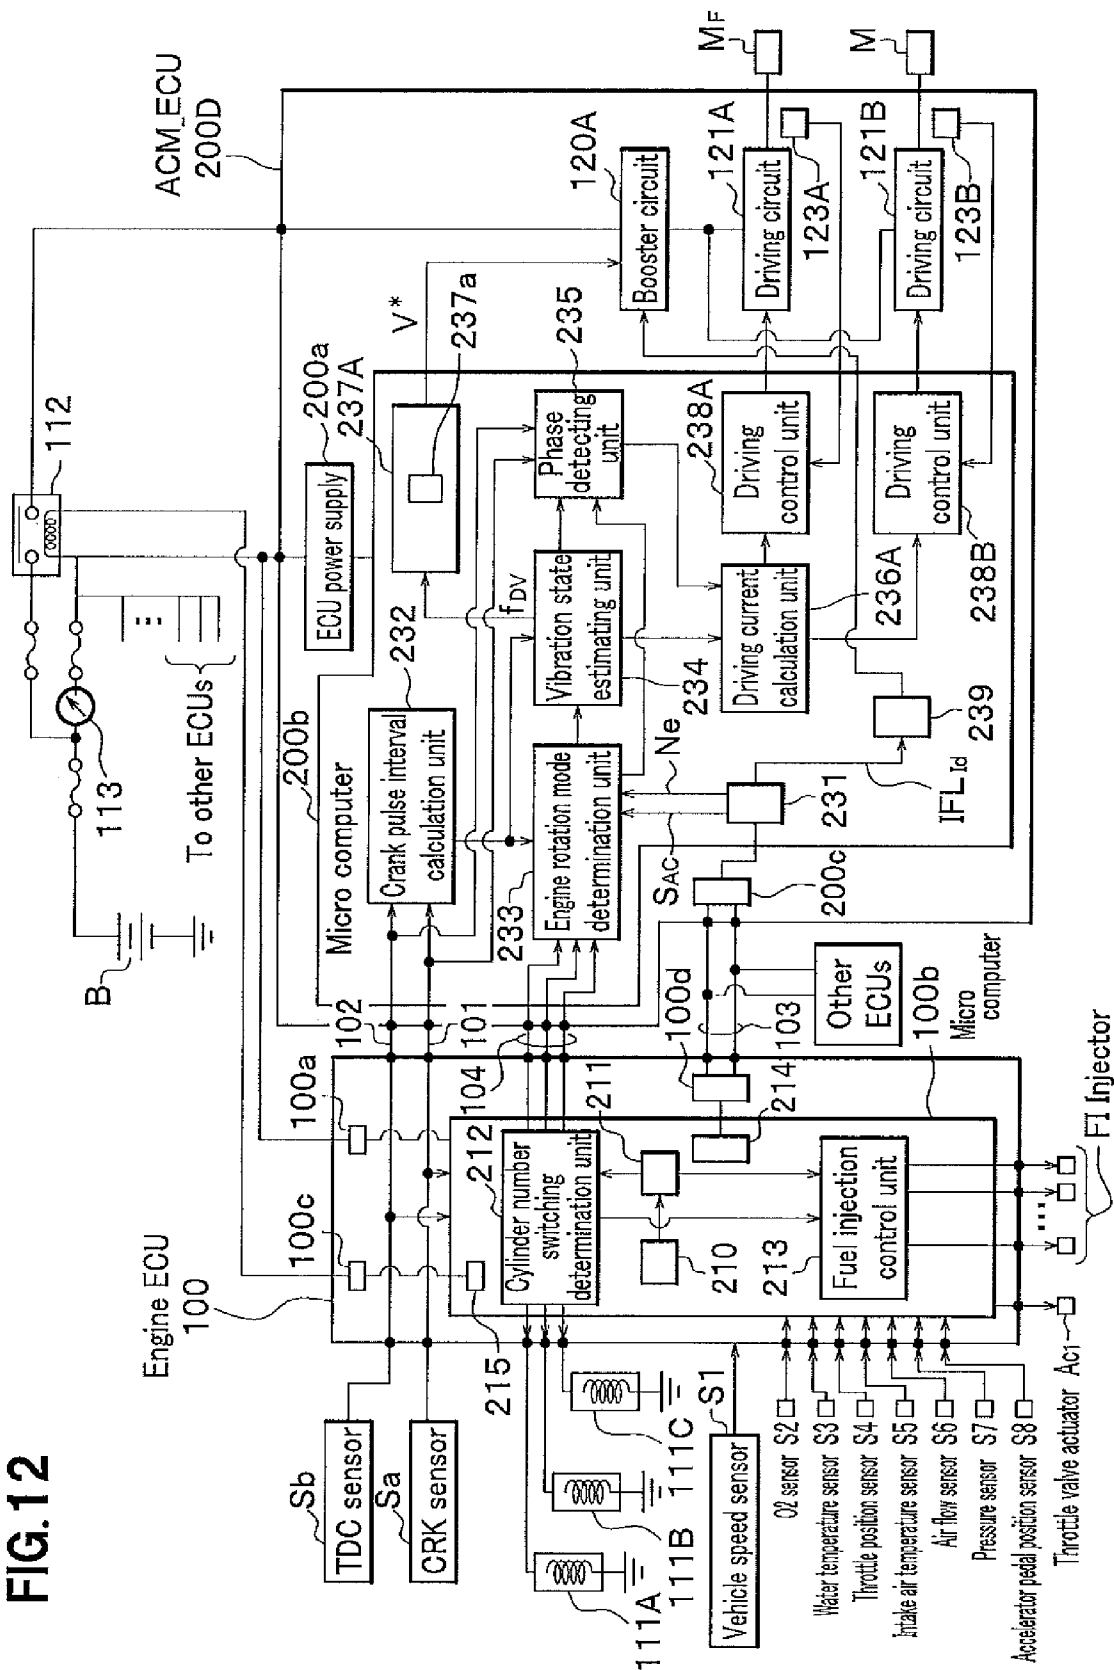 FIG.12
Engine ECU
100
100c
100a
102
101
Sb
TDC sensor
Sa
CRK sensor
215
212
Cylinder number
switching
determination unit
104
211
210
213
Fuel injection
control unit
214
100d
103
Other
ECUs
100b
Micro
computer
111A
111B
111C
Vehicle speed sensor
S1
O2 sensor S2
Water temperature sensor S3
Throttle position sensor S4
Intake air temperature sensor S5
Air flow sensor S6
Pressure sensor S7
Accelerator pedal position sensor S8
Throttle valve actuator AC1
FI Injector
B
113
112
To other ECUs
ACM_ECU
200D
200b
Micro computer
ECU power supply
200a
237A
237a
V*
Crank pulse interval
calculation unit
232
233
Engine rotation mode
determination unit
Vibration state
estimating unit
234
fDV
Phase
detecting
unit
235
Driving current
calculation unit
236A
238A
Driving
control unit
Driving
control unit
238B
SAC
Ne
231
IFLId
239
200c
Booster circuit
120A
Driving circuit
121A
123A
MF
Driving circuit
121B
123B
M